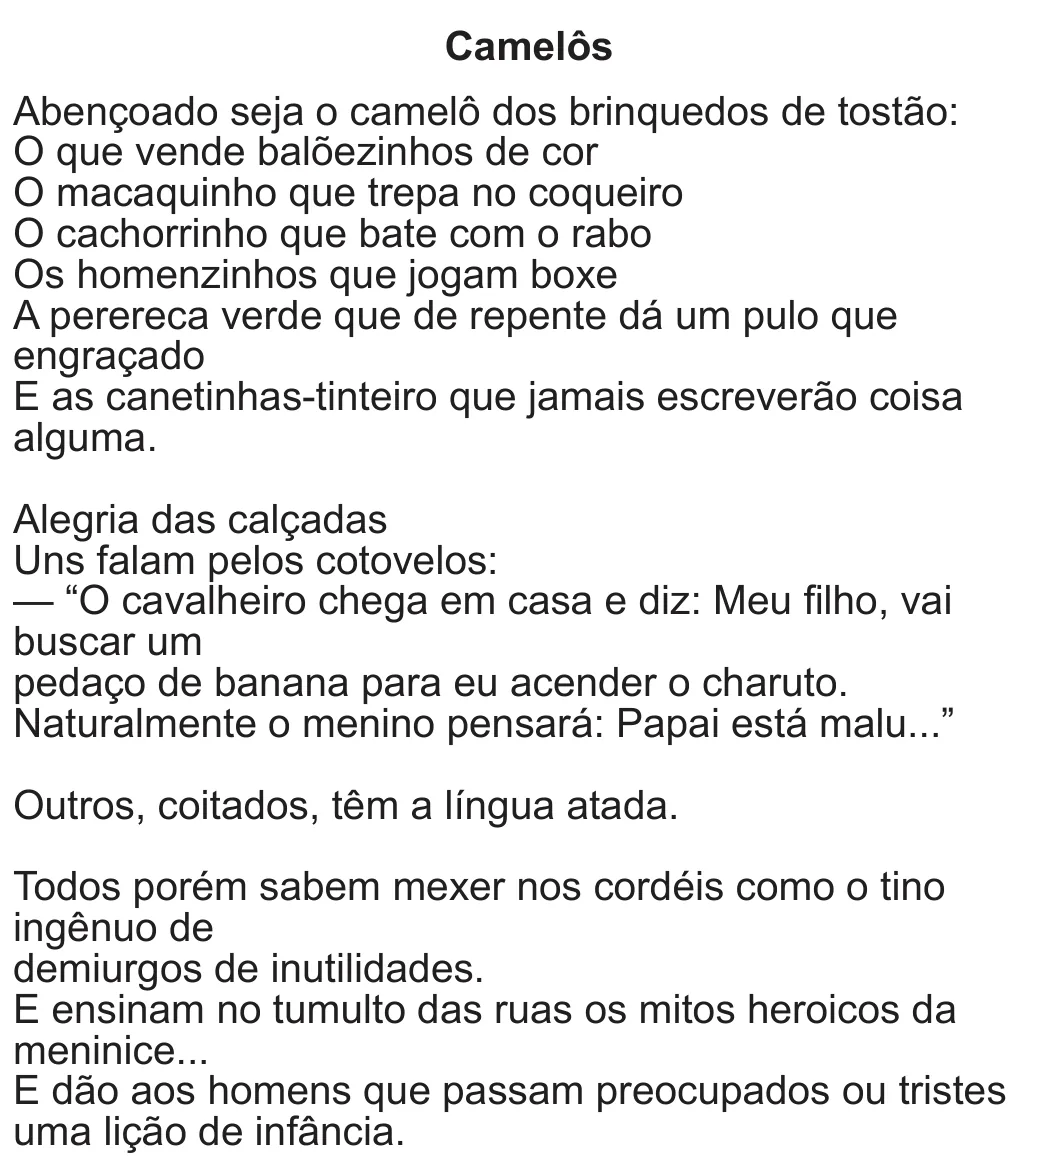 Camelôs
Abençoado seja o camelô dos brinquedos de tostão:
O que vende balõezinhos de cor
O macaquinho que trepa no coqueiro
O cachorrinho que bate com o rabo
Os homenzinhos que jogam boxe
A perereca verde que de repente dá um pulo que
engraçado
E as canetinhas-tinteiro que jamais escreverão coisa
alguma.
Alegria das calçadas
Uns falam pelos cotovelos:
— “O cavalheiro chega em casa e diz: Meu filho, vai
buscar um
pedaço de banana para eu acender o charuto.
Naturalmente o menino pensará: Papai está malu...”
Outros, coitados, têm a língua atada.
Todos porém sabem mexer nos cordéis como o tino
ingênuo de
demiurgos de inutilidades.
E ensinam no tumulto das ruas os mitos heroicos da
meninice...
E dão aos homens que passam preocupados ou tristes
uma lição de infância.